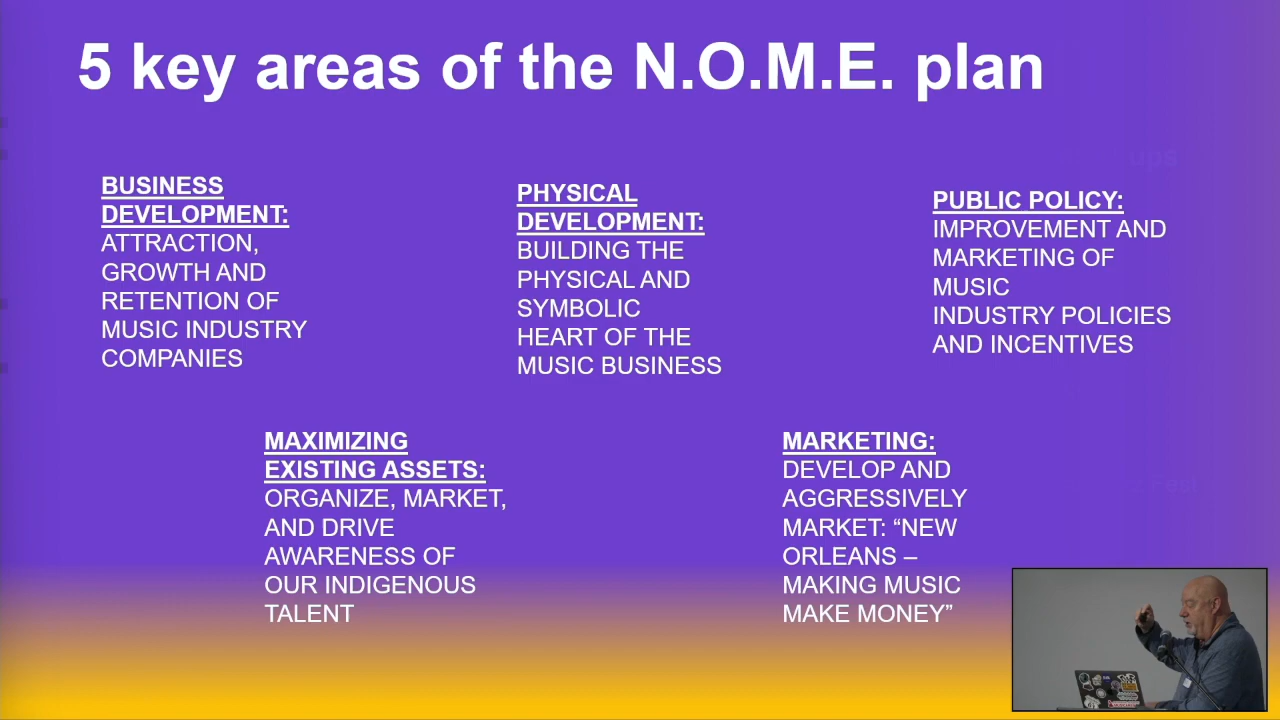 5 key areas of the N.O.M.E. plan
BUSINESS
DEVELOPMENT:
ATTRACTION,
GROWTH AND
RETENTION OF
MUSIC INDUSTRY
COMPANIES
PHYSICAL
DEVELOPMENT:
BUILDING THE
PHYSICAL AND
SYMBOLIC
HEART OF THE
MUSIC BUSINESS
PUBLIC POLICY:
IMPROVEMENT AND
MARKETING OF
MUSIC
INDUSTRY POLICIES
AND INCENTIVES
MAXIMIZING
EXISTING ASSETS:
ORGANIZE, MARKET,
AND DRIVE
AWARENESS OF
OUR INDIGENOUS
TALENT
MARKETING:
DEVELOP AND
AGGRESSIVELY
MARKET: “NEW
ORLEANS –
MAKING MUSIC
MAKE MONEY”